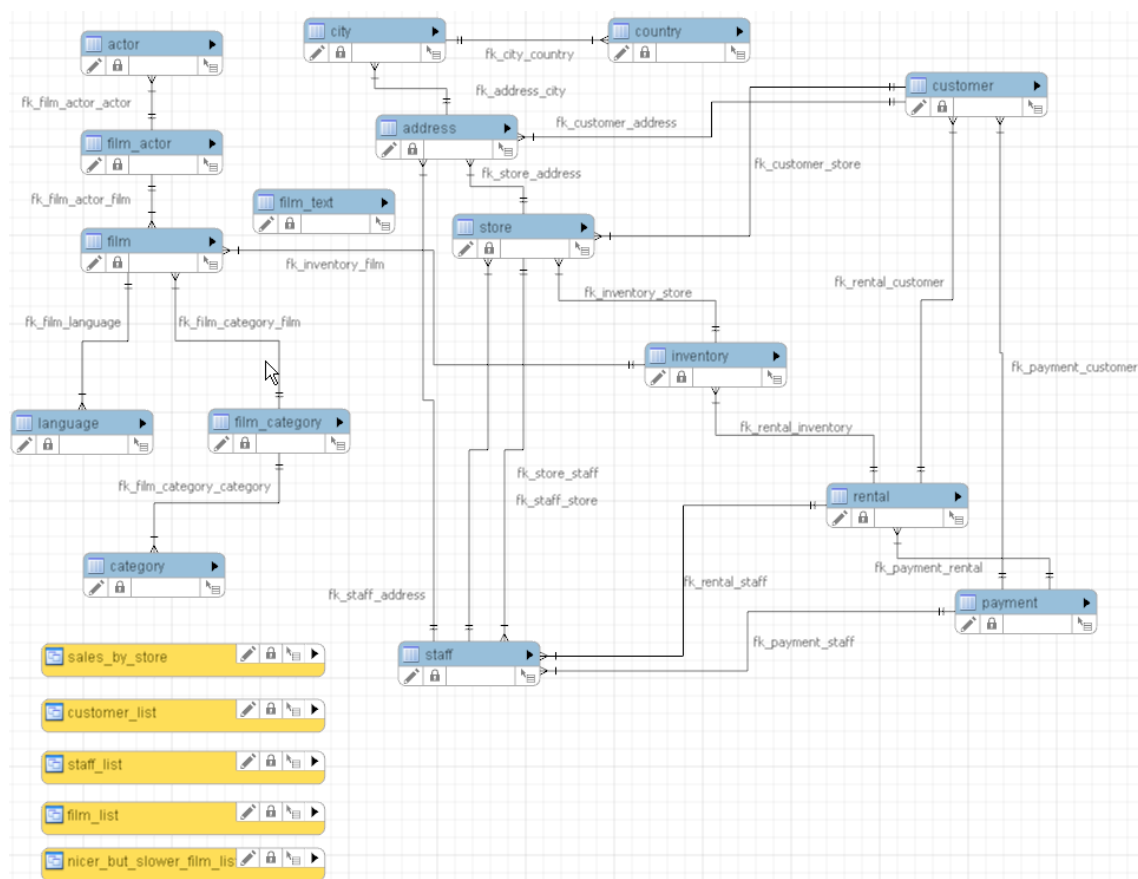 city
country
actor
fk_city_country
customer
fk_film_actor_actor
fk_address_city
address
fk_customer_address
film_actor
fk_customer_store
fk_store_address
fk_film_actor_film
film_text
store
film
fk_inventory_film
fk_rental_customer
fk_inventory_store
fk_film_language
fk_film_category_film
inventory
fk_payment_customer
language
film_category
fk_rental_inventory
fk_store_staff
fk_film_category_category
rental
fk_staff_store
category
fk_payment_rental
fk_rental_staff
fk_staff_address
payment
fk_payment_staff
staff
sales_by_store
customer_list
staff_list
film_list
nicer_but_slower_film_lis